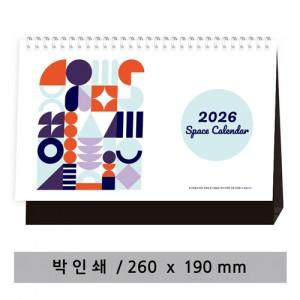 2026
Space Calendar
박 인 쇄 / 260 x 190 mm